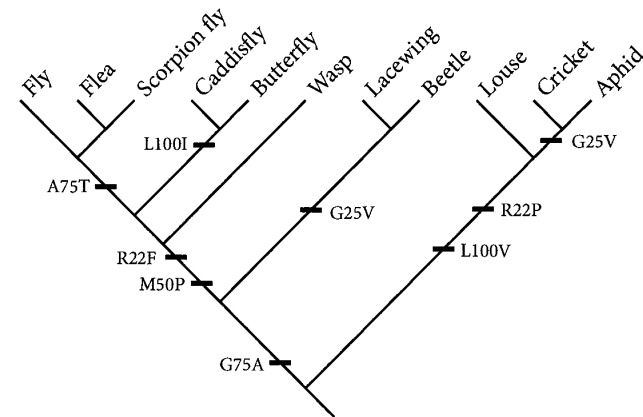 Fly
Flea
Scorpion fly
Caddisfly
Butterfly
Wasp
Lacewing
Beetle
Louse
Cricket
Aphid
L100I
G25V
A75T
G25V
R22P
R22F
L100V
M50P
G75A